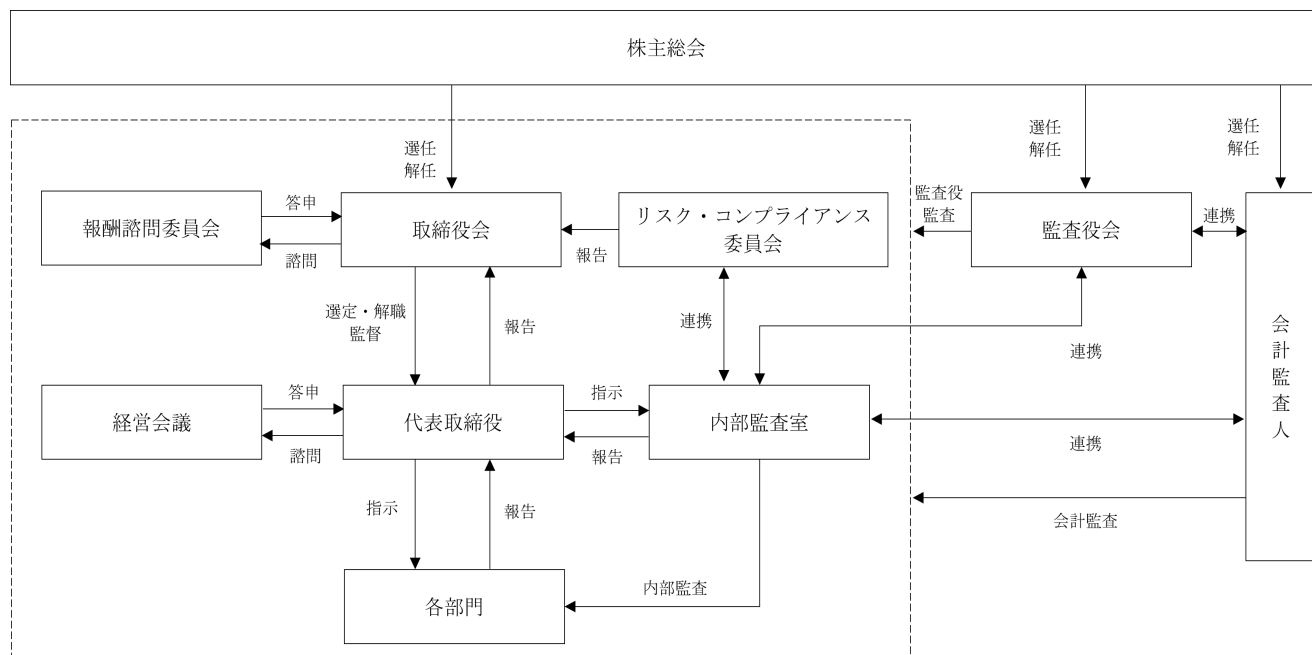 株主総会
選任
解任
選任
解任
選任
解任
報酬諮問委員会
答申
諮問
取締役会
報告
リスク・コンプライアンス
委員会
監査役
監査
監査役会
連携
選定・解職
監督
報告
連携
連携
会計監査人
経営会議
答申
諮問
代表取締役
指示
報告
内部監査室
連携
指示
報告
会計監査
各部門
内部監査